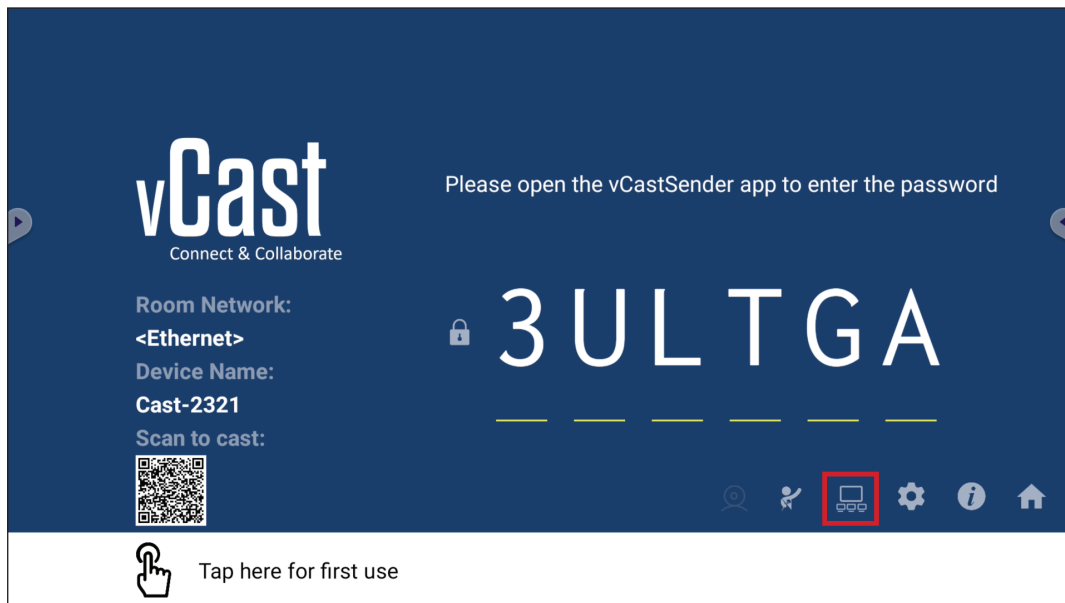 vCast
Connect & Collaborate
Please open the vCastSender app to enter the password
Room Network:
<Ethernet>
Device Name:
Cast-2321
Scan to cast:
3ULTGA
Tap here for first use